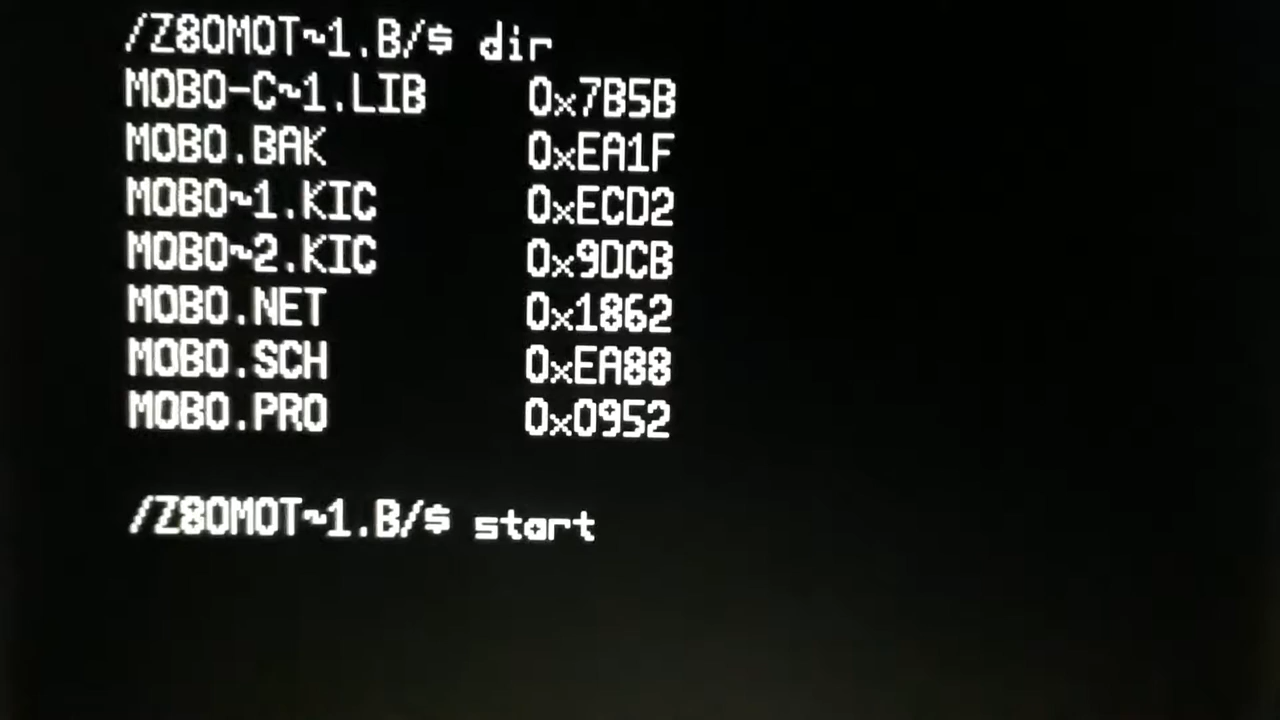 /Z80MOT~1.B/$ dir
MOBO-C~1.LIB 0x7B5B
MOBO.BAK 0xEA1F
MOBO~1.KIC 0xECD2
MOBO~2.KIC 0x9DCB
MOBO.NET 0x1862
MOBO.SCH 0xEA88
MOBO.PRO 0x0952
/Z80MOT~1.B/$ start